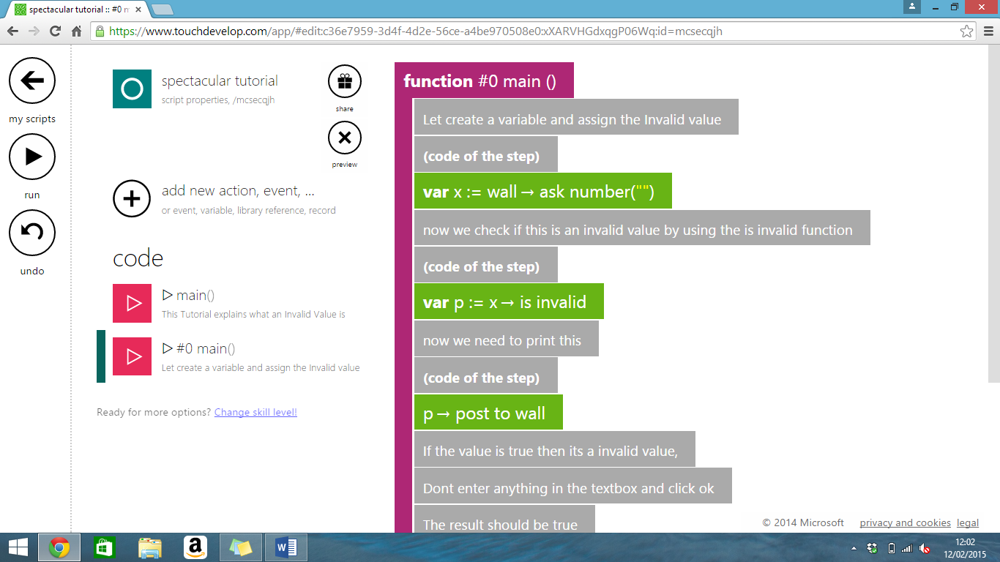 spectacular tutorial :: #0 m
https://www.touchdevelop.com/app/#edit:c36e7959-3d4f-4d2e-56ce-a4be970508e0:xXARVHGdxqgP06Wq:id=mcsecqjh
my scripts
run
undo
spectacular tutorial
script properties, /mcsecqjh
share
preview
add new action, event, ...
or event, variable, library reference, record
code
▷ main()
This Tutorial explains what an Invalid Value is
▷ #0 main()
Let create a variable and assign the Invalid value
Ready for more options? Change skill level!
function #0 main ()
Let create a variable and assign the Invalid value
(code of the step)
var x := wall → ask number("")
now we check if this is an invalid value by using the is invalid function
(code of the step)
var p := x → is invalid
now we need to print this
(code of the step)
p → post to wall
If the value is true then its a invalid value,
Dont enter anything in the textbox and click ok
The result should be true
© 2014 Microsoft privacy and cookies legal
12:02
12/02/2015